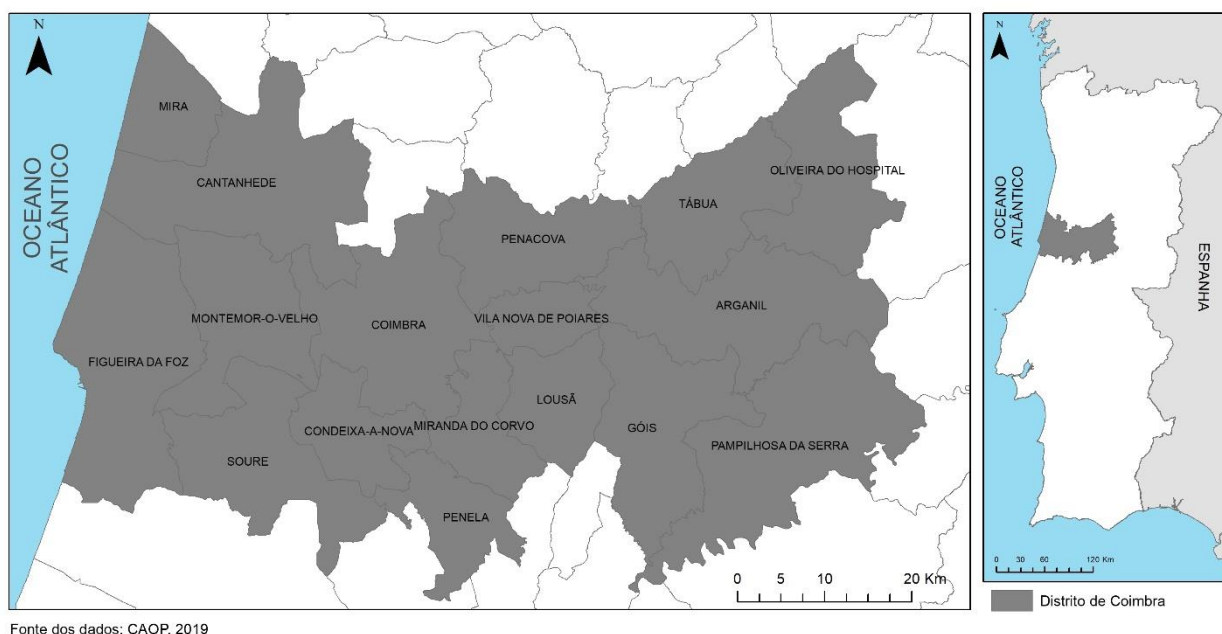 N
OCEANO
ATLÂNTICO
MIRA
CANTANHEDE
OLIVEIRA DO HOSPITAL
TÁBUA
PENACOVA
MONTEMOR-O-VELHO
COIMBRA
VILA NOVA DE POIARES
ARGANIL
FIGUEIRA DA FOZ
LOUSÃ
CONDEIXA-A-NOVA
MIRANDA DO CORVO
GÓIS
PAMPILHOSA DA SERRA
SOURE
PENELA
0 5 10 20 Km
N
OCEANO
ATLÂNTICO
ESPANHA
0 30 60 120 Km
Distrito de Coimbra
Fonte dos dados: CAOP, 2019